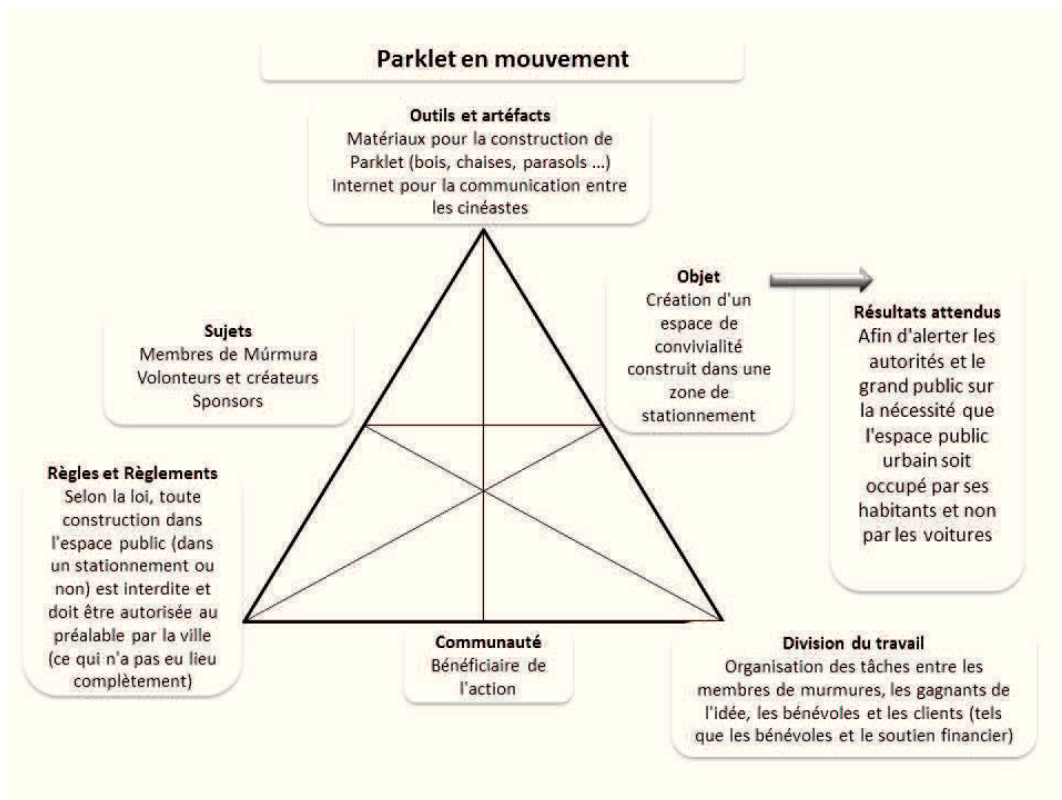 Parklet en mouvement
Outils et artéfacts
Matériaux pour la construction de
Parklet (bois, chaises, parasols ...)
Internet pour la communication entre
les cinéastes
Objet
Création d'un
espace de
convivialité
construit dans une
zone de
stationnement
Résultats attendus
Afin d'alerter les
autorités et le
grand public sur
la nécessité que
l'espace public
urbain soit
occupé par ses
habitants et non
par les voitures
Sujets
Membres de Múrmura
Volonteurs et créateurs
Sponsors
Règles et Règlements
Selon la loi, toute
construction dans
l'espace public (dans
un stationnement ou
non) est interdite et
doit être autorisée au
préalable par la ville
(ce qui n'a pas eu lieu
complètement)
Communauté
Bénéficiaire de
l'action
Division du travail
Organisation des tâches entre les
membres de murmures, les gagnants de
l'idée, les bénévoles et les clients (tels
que les bénévoles et le soutien financier)